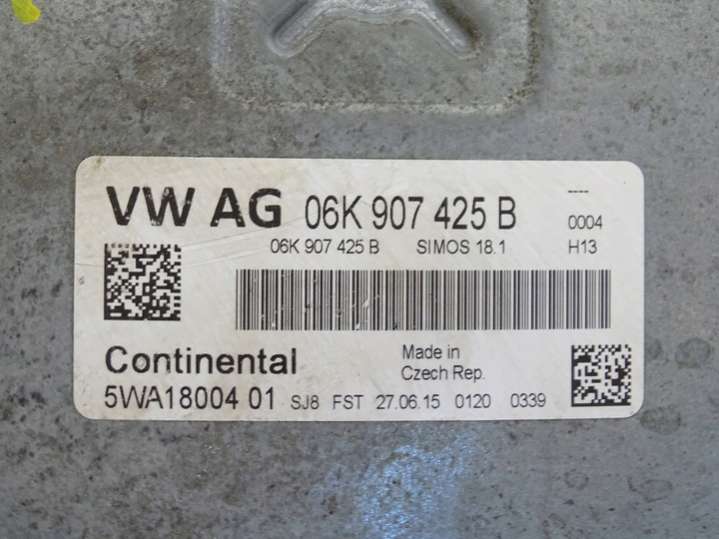 VW AG 06K 907 425 B
----
0004
06K 907 425 B SIMOS 18.1 H13
Continental
Made in
Czech Rep.
5WA18004 01 SJ8 FST 27.06.15 0120 0339